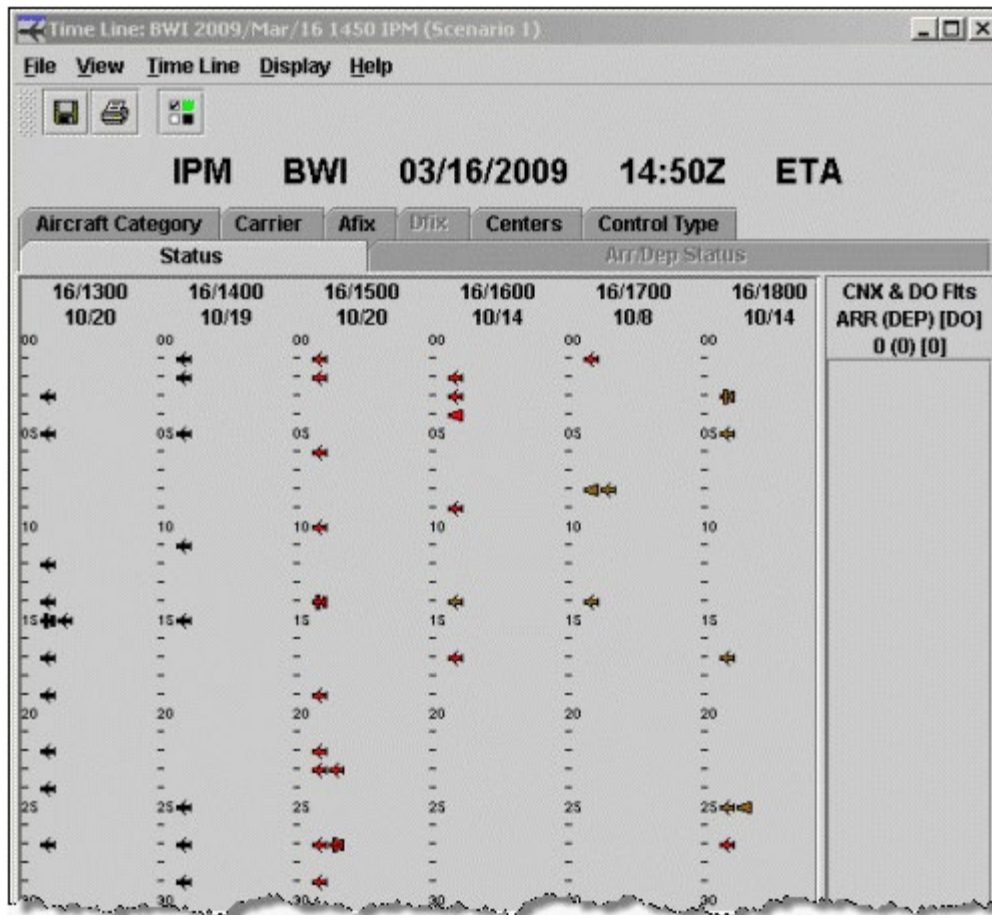 Time Line: BWI 2009/Mar/16 1450 IPM (Scenario 1)
File View Time Line Display Help
IPM BWI 03/16/2009 14:50Z ETA
Aircraft Category Carrier Afix Dfix Centers Control Type
Status Arr/Dep Status
16/1300 16/1400 16/1500 16/1600 16/1700 16/1800 CNX & DO Flts
10/20 10/19 10/20 10/14 10/8 10/14 ARR (DEP) [DO]
0 (0) [0]
00 00 00 00 00 00
05 05 05 05 05 05
10 10 10 10 10
15 15 15 15 15 15
20 20 20 20 20
25 25 25 25 25 25
30 30 30 30 30